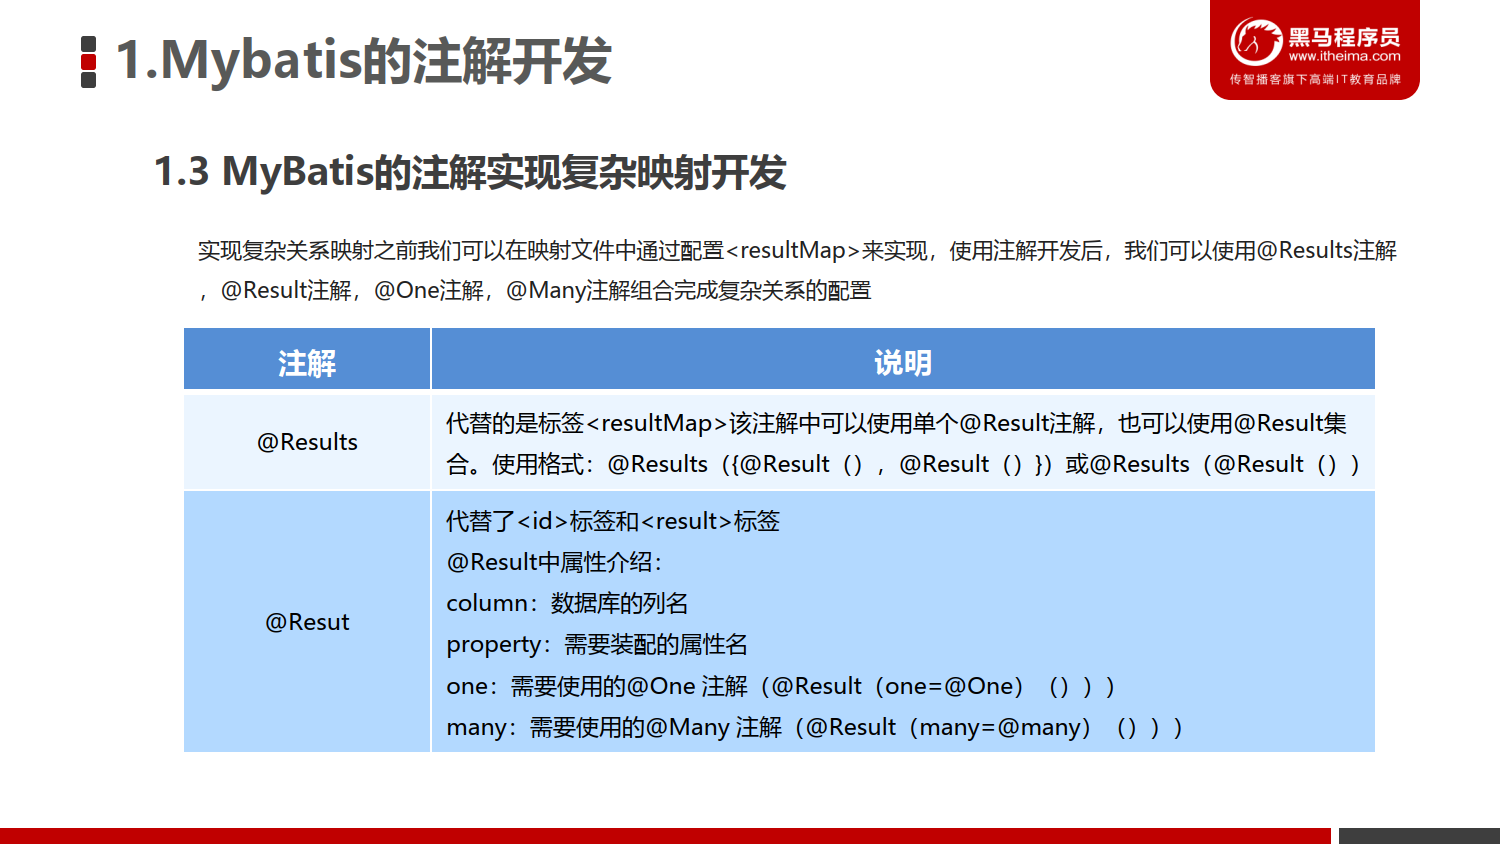 1.Mybatis的注解开发
黑马程序员
www.itheima.com
传智播客旗下高端IT教育品牌
1.3 MyBatis的注解实现复杂映射开发
实现复杂关系映射之前我们可以在映射文件中通过配置<resultMap>来实现，使用注解开发后，我们可以使用@Results注解
，@Result注解，@One注解，@Many注解组合完成复杂关系的配置
注解
说明
@Results
代替的是标签<resultMap>该注解中可以使用单个@Result注解，也可以使用@Result集
合。使用格式：@Results（{@Result（），@Result（）}）或@Results（@Result（））
@Resut
代替了<id>标签和<result>标签
@Result中属性介绍：
column：数据库的列名
property：需要装配的属性名
one：需要使用的@One 注解（@Result（one=@One）（）））
many：需要使用的@Many 注解（@Result（many=@many）（）））